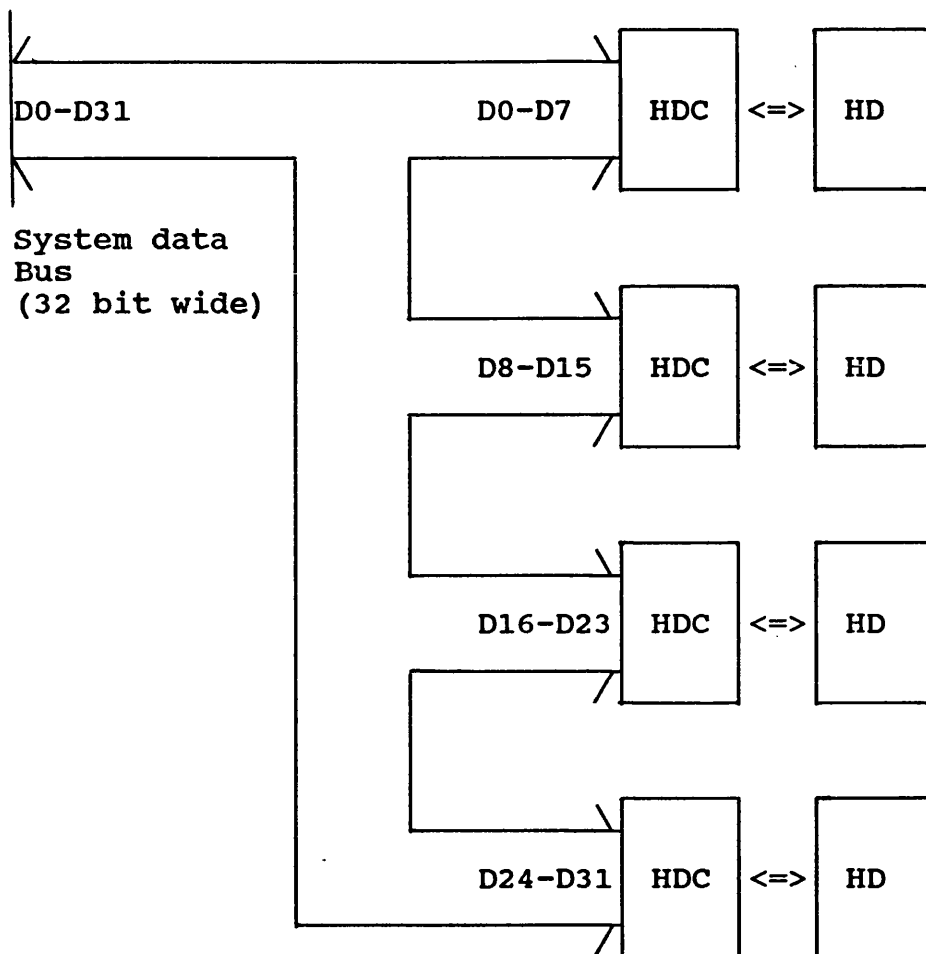 D0-D31 D0-D7 HDC <=> HD
System data
Bus
(32 bit wide)
D8-D15 HDC <=> HD
D16-D23 HDC <=> HD
D24-D31 HDC <=> HD